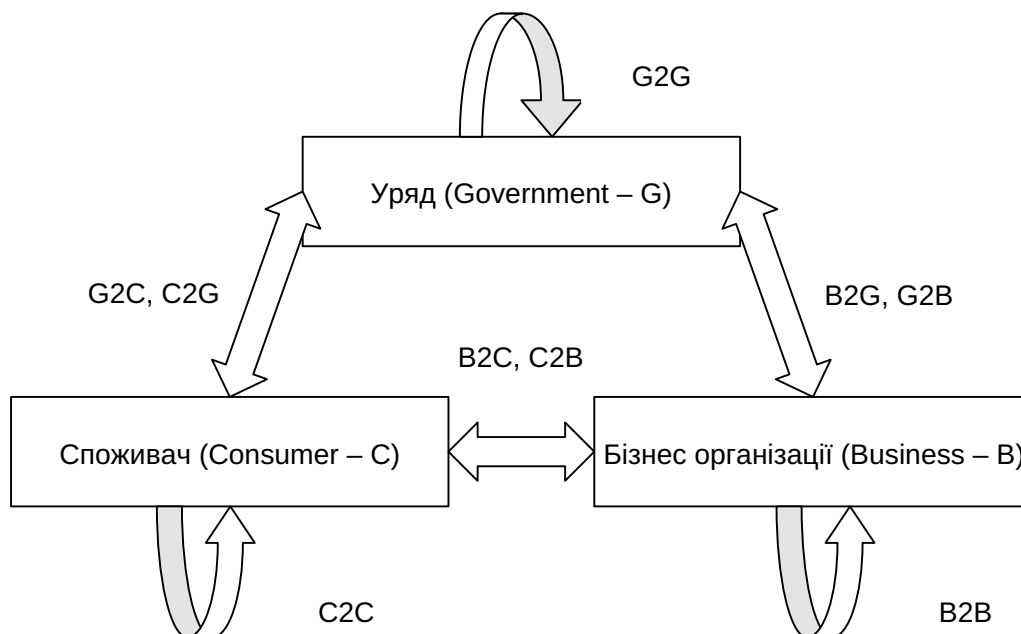 G2G
Уряд (Government – G)
G2C, C2G
B2G, G2B
B2C, C2B
Споживач (Consumer – C)
Бізнес організації (Business – B)
C2C
B2B